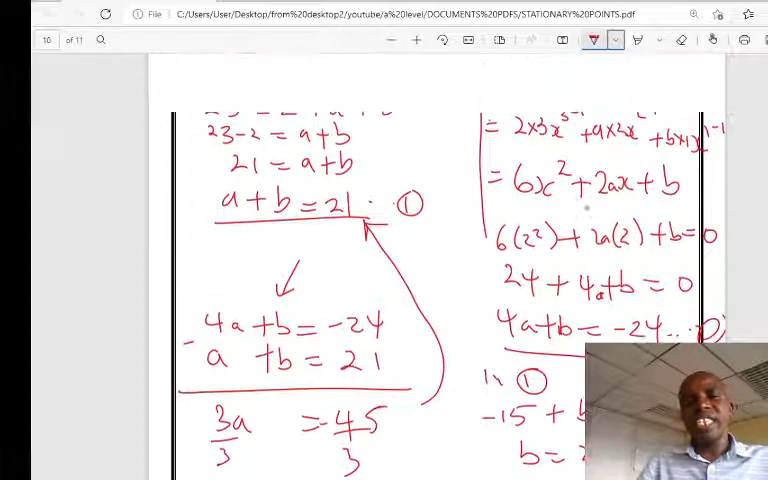 File
C:/Users/User/Desktop/from%20desktop2/youtube/a%20level/DOCUMENTS%20PDFS/STATIONARY%20POINTS.pdf
10 of 11
23-2 = a+b
21 = a+b
a+b = 21 . . ①
4a +b = -24
- a +b = 21
3a = -45
3 3
= 6x² + 2ax + b
6(2²) + 2a(2) + b = 0
24 + 4a+b = 0
4a+b = -24 ...
In ①
-15 +
b =